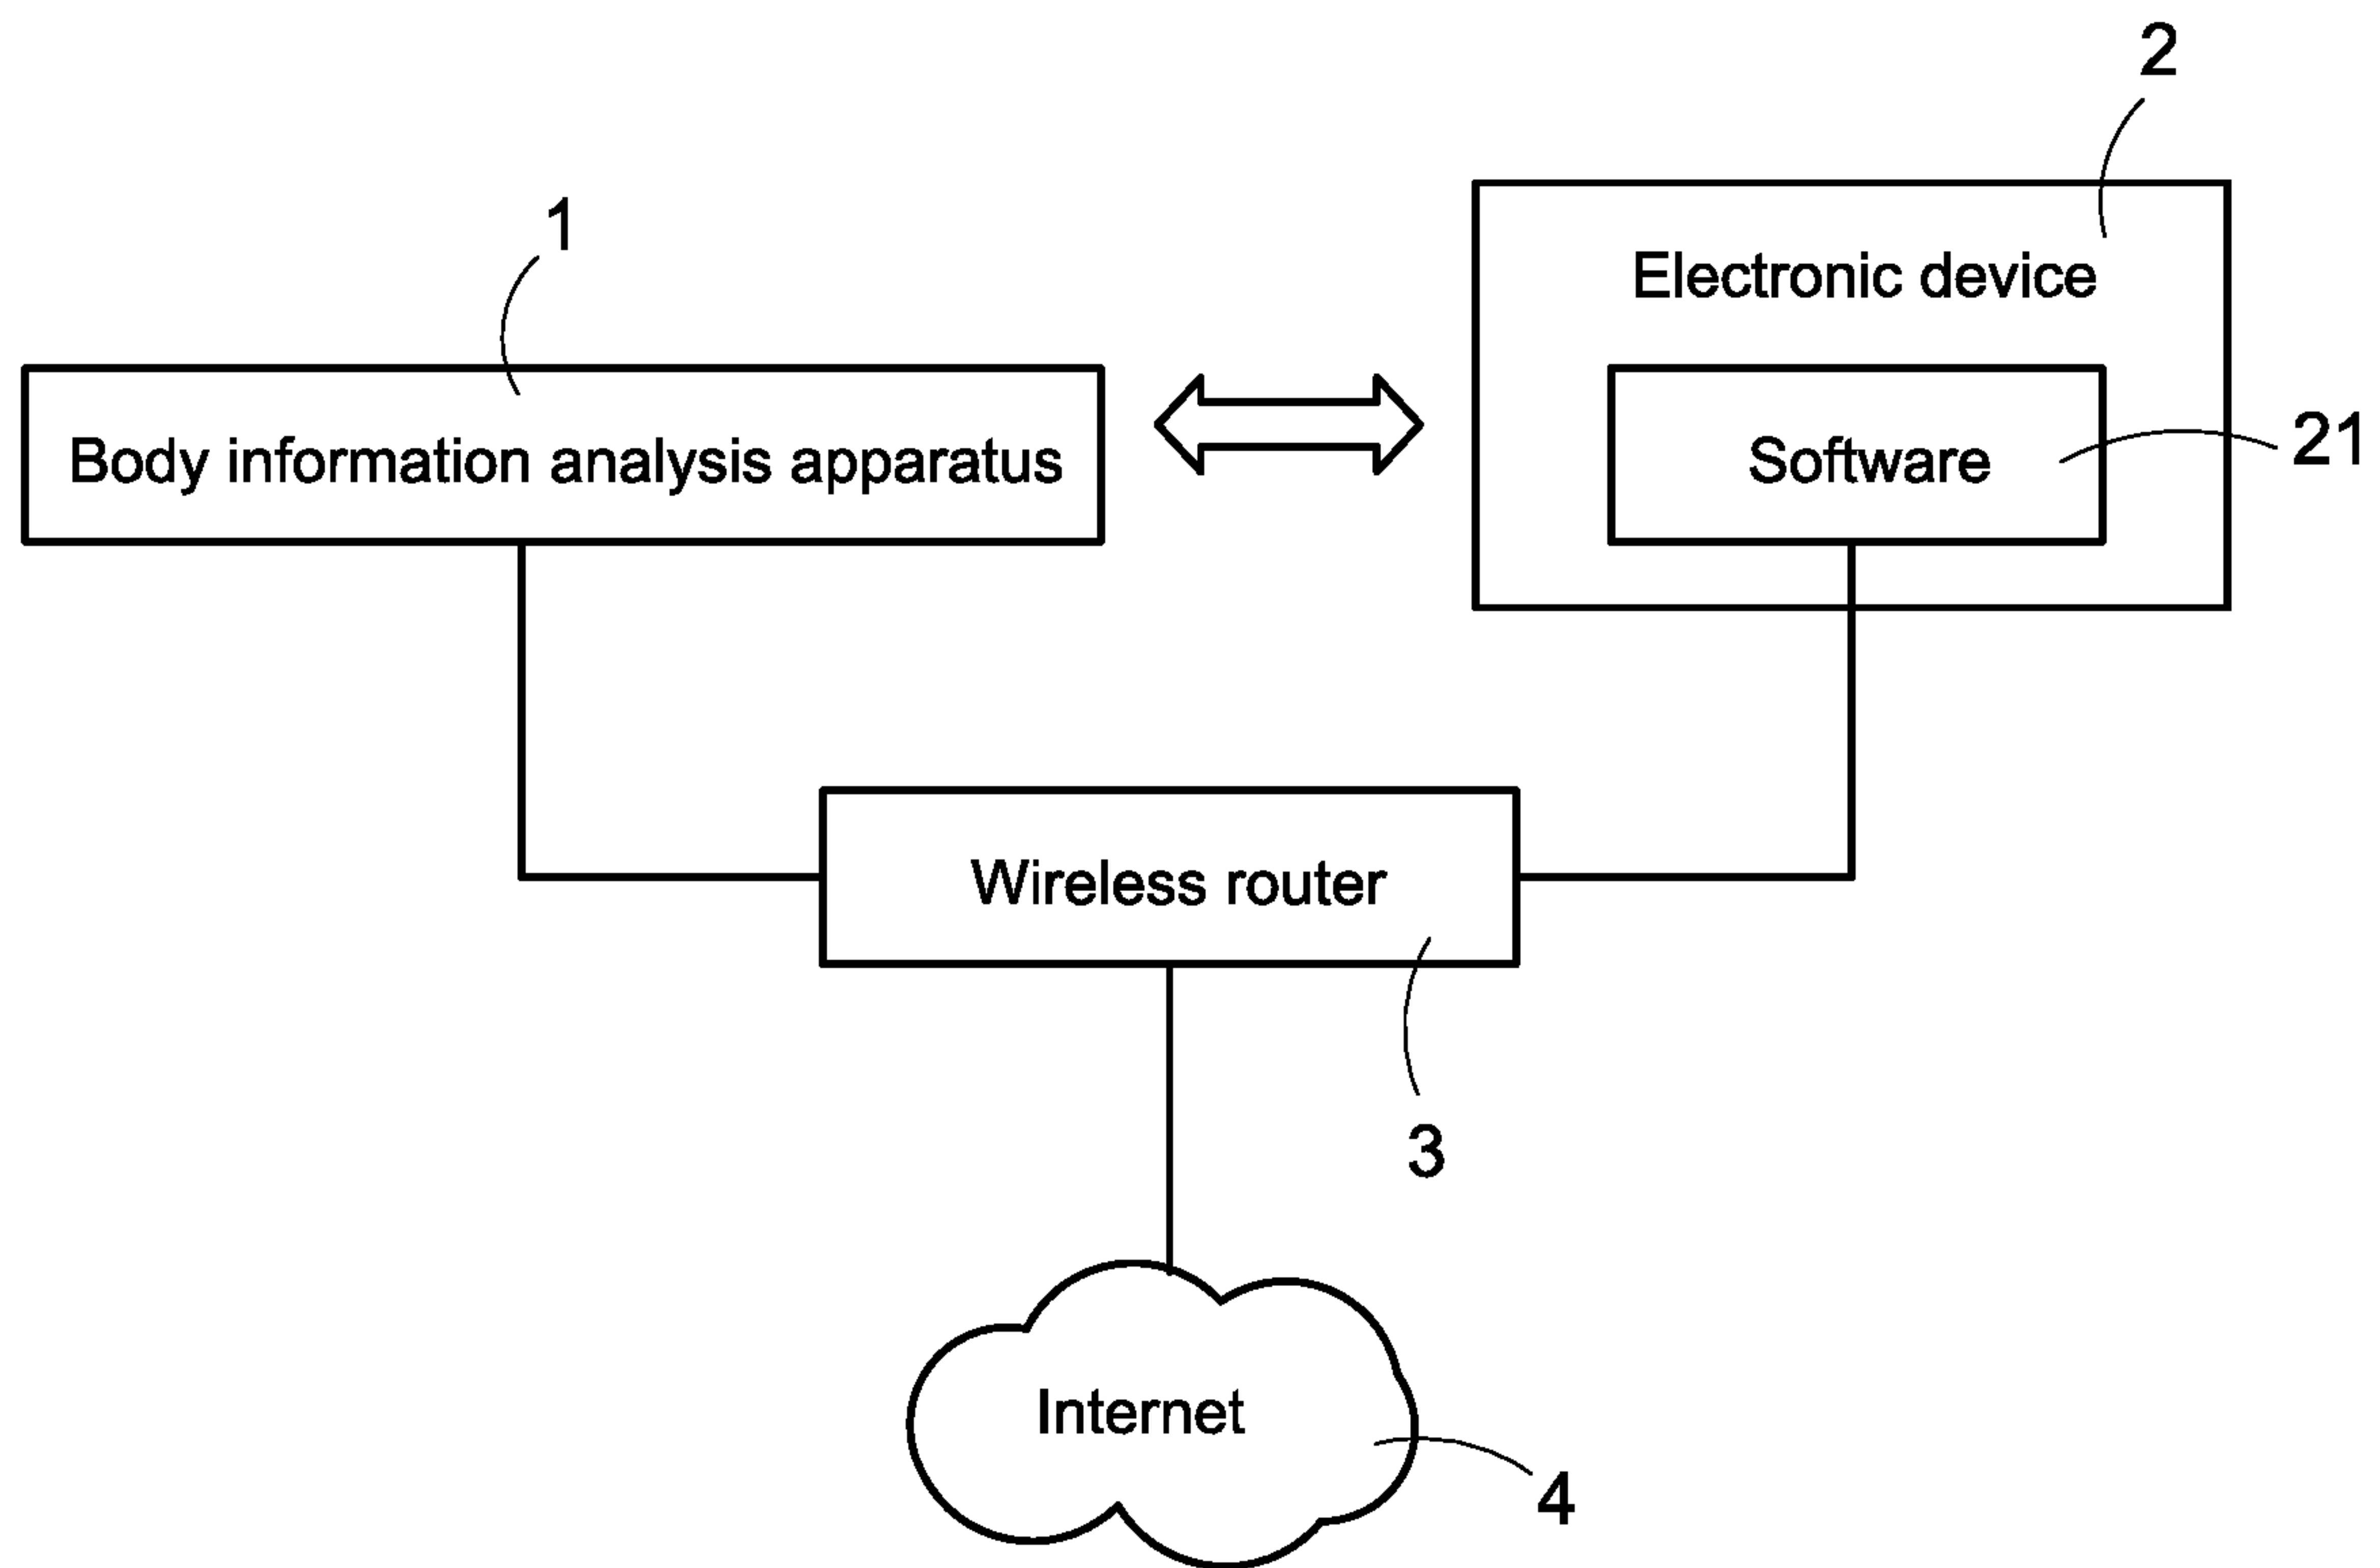 2
1
Electronic device
Body information analysis apparatus
Software
21
Wireless router
3
Internet
4